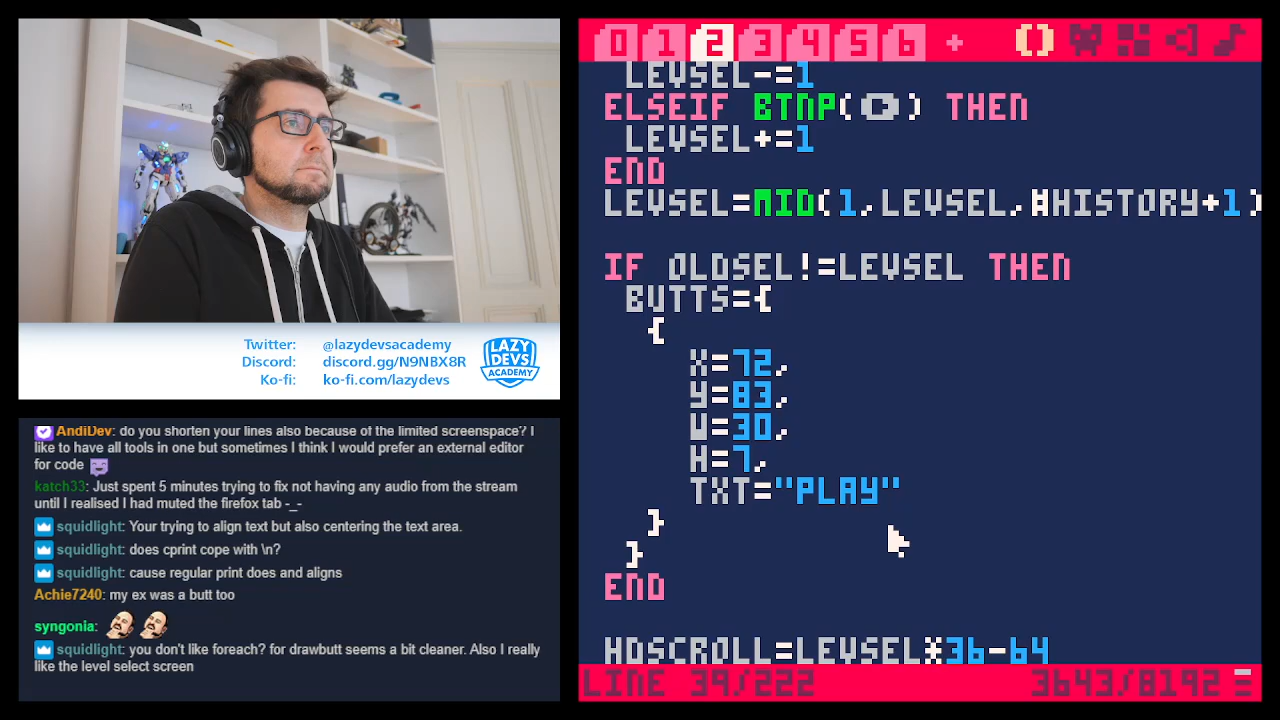 0 1 2 3 4 5 6 + ()
LEVSEL-=1
ELSEIF BTNP( ) THEN
LEVSEL+=1
END
LEVSEL=MID(1,LEVSEL,#HISTORY+1)
IF OLDSEL!=LEVSEL THEN
BUTTS={
{
X=72,
Y=83,
W=30,
H=7,
TXT="PLAY"
}
}
END
HDSCROLL=LEVSEL*36-64
LINE 39/222
3643/8192
Twitter: @lazydevsacademy
Discord: discord.gg/N9NBX8R
Ko-fi: ko-fi.com/lazydevs
LAZY
DEVS
ACADEMY
AndiDev: do you shorten your lines also because of the limited screenspace? I
like to have all tools in one but sometimes I think I would prefer an external editor
for code
katch33: Just spent 5 minutes trying to fix not having any audio from the stream
until I realised I had muted the firefox tab -_-
squidlight: Your trying to align text but also centering the text area.
squidlight: does cprint cope with \n?
squidlight: cause regular print does and aligns
Achie7240: my ex was a butt too
syngonia:
squidlight: you don't like foreach? for drawbutt seems a bit cleaner. Also I really
like the level select screen